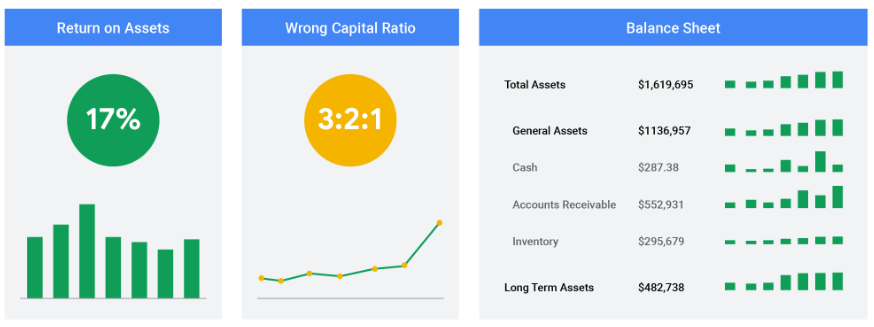 Return on Assets
17%
Wrong Capital Ratio
3:2:1
Balance Sheet
Total Assets $1,619,695
General Assets $1136,957
Cash $287.38
Accounts Receivable $552,931
Inventory $295,679
Long Term Assets $482,738